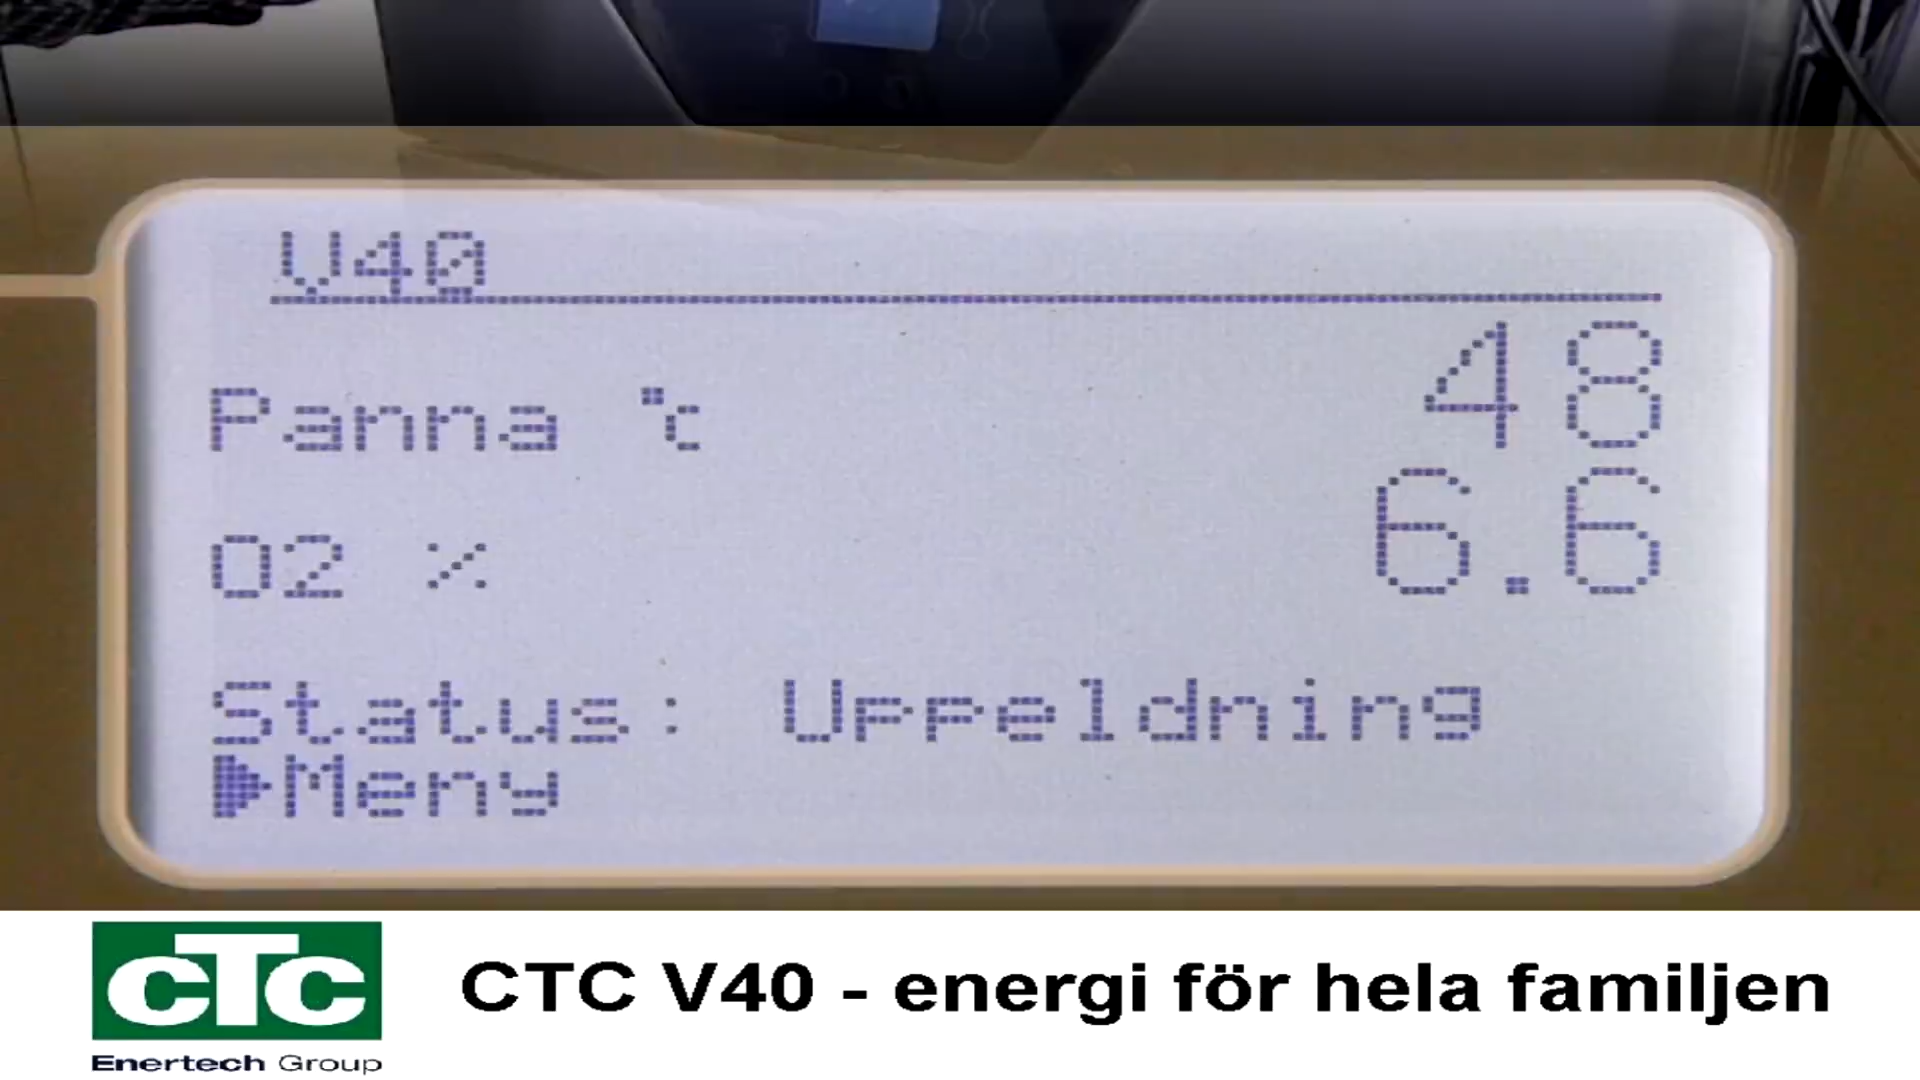 V40
Panna °C 48
O2 % 6.6
Status: Uppeldning
▶Meny
CTC
Enertech Group
CTC V40 - energi för hela familjen